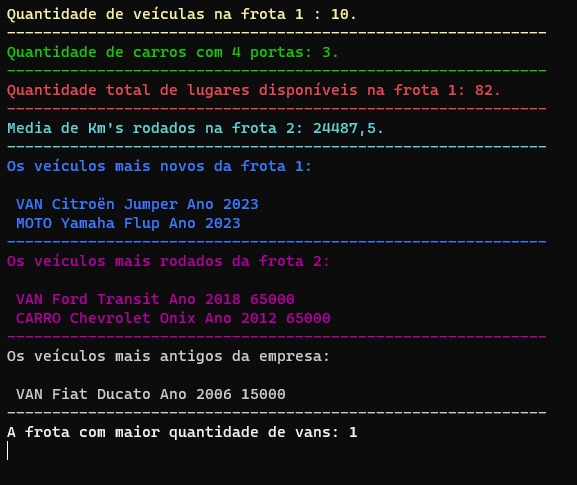 Quantidade de veículas na frota 1 : 10.
------------------------------------------------------------
Quantidade de carros com 4 portas: 3.
------------------------------------------------------------
Quantidade total de lugares disponíveis na frota 1: 82.
------------------------------------------------------------
Media de Km's rodados na frota 2: 24487,5.
------------------------------------------------------------
Os veículos mais novos da frota 1:
VAN Citroën Jumper Ano 2023
MOTO Yamaha Flup Ano 2023
------------------------------------------------------------
Os veículos mais rodados da frota 2:
VAN Ford Transit Ano 2018 65000
CARRO Chevrolet Onix Ano 2012 65000
------------------------------------------------------------
Os veículos mais antigos da empresa:
VAN Fiat Ducato Ano 2006 15000
------------------------------------------------------------
A frota com maior quantidade de vans: 1